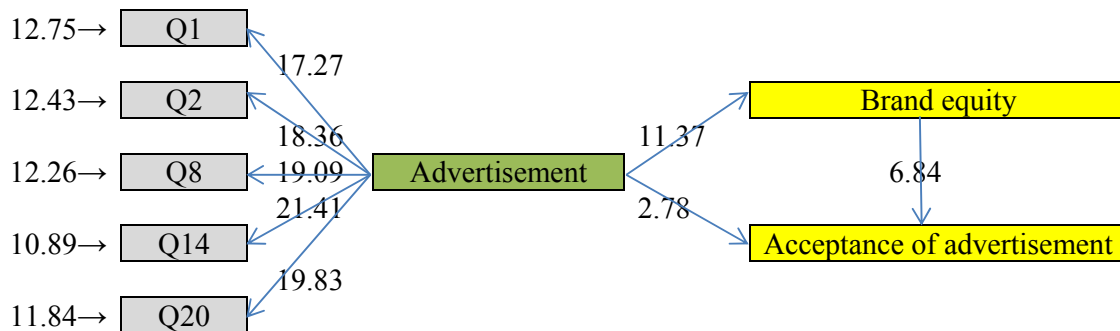 12.75→ Q1
17.27
12.43→ Q2 Brand equity
18.36 11.37
12.26→ Q8 19.09 Advertisement 6.84
21.41 2.78
10.89→ Q14 Acceptance of advertisement
19.83
11.84→ Q20